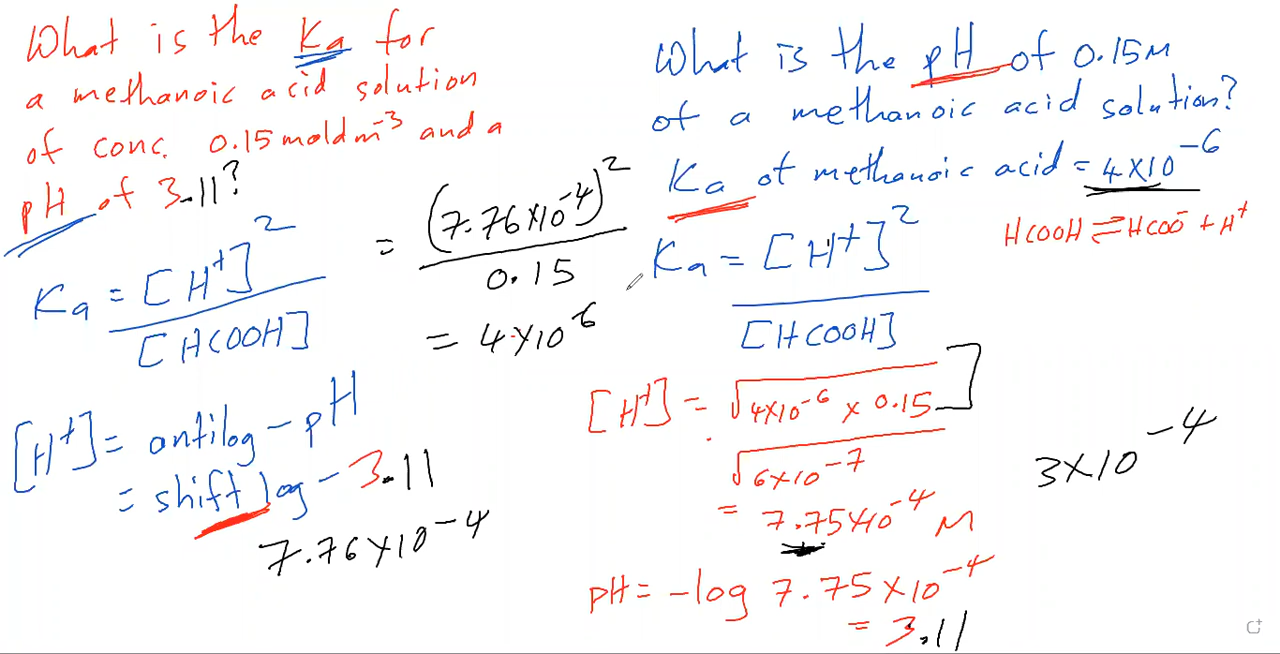 What is the Ka for
a methanoic acid solution
of conc. 0.15 moldm⁻³ and a
pH of 3.11?
Ka = [H⁺]²
[HCOOH]
= (7.76×10⁻⁴)²
0.15
= 4×10⁻⁶
[H⁺] = antilog - pH
= shift log - 3.11
7.76×10⁻⁴
What is the pH of 0.15M
of a methanoic acid solution?
Ka of methanoic acid = 4×10⁻⁶
HCOOH ⇌ HCOO⁻ + H⁺
Ka = [H⁺]²
[HCOOH]
[H⁺] = √4×10⁻⁶ × 0.15
√6×10⁻⁷
= 7.75×10⁻⁴ M
pH = -log 7.75×10⁻⁴
= 3.11
3×10⁻⁴